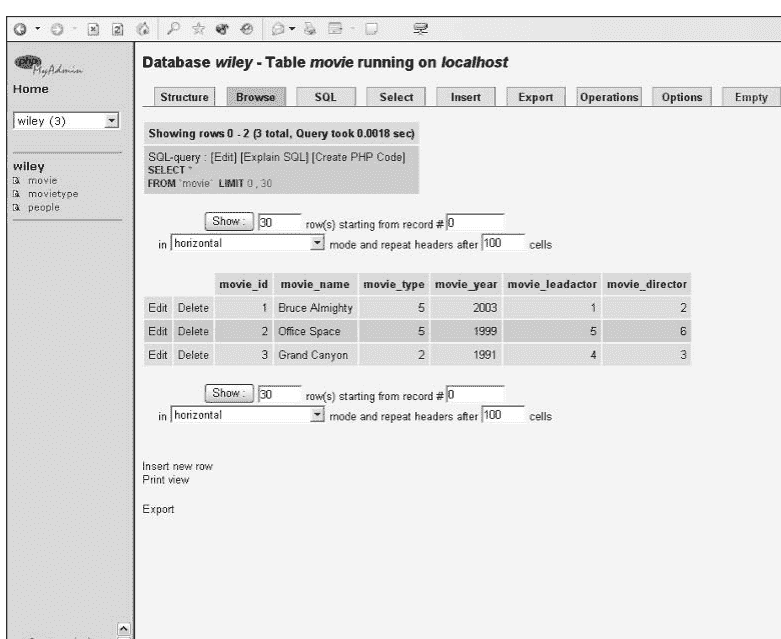 php
MyAdmin
Home
wiley (3)
wiley
movie
movietype
people
Database wiley - Table movie running on localhost
Structure Browse SQL Select Insert Export Operations Options Empty
Showing rows 0 - 2 (3 total, Query took 0.0018 sec)
SQL-query : [Edit] [Explain SQL] [Create PHP Code]
SELECT *
FROM `movie` LIMIT 0 , 30
Show : 30 row(s) starting from record # 0
in horizontal mode and repeat headers after 100 cells
movie_id movie_name movie_type movie_year movie_leadactor movie_director
Edit Delete 1 Bruce Almighty 5 2003 1 2
Edit Delete 2 Office Space 5 1999 5 6
Edit Delete 3 Grand Canyon 2 1991 4 3
Show : 30 row(s) starting from record # 0
in horizontal mode and repeat headers after 100 cells
Insert new row
Print view
Export